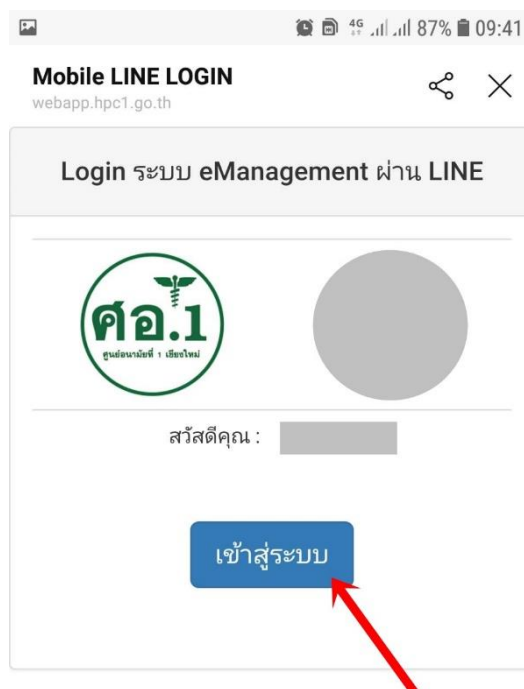 4G 87% 09:41
Mobile LINE LOGIN
webapp.hpc1.go.th
Login ระบบ eManagement ผ่าน LINE
ศอ.1
ศูนย์อนามัยที่ 1 เชียงใหม่
สวัสดีคุณ :
เข้าสู่ระบบ